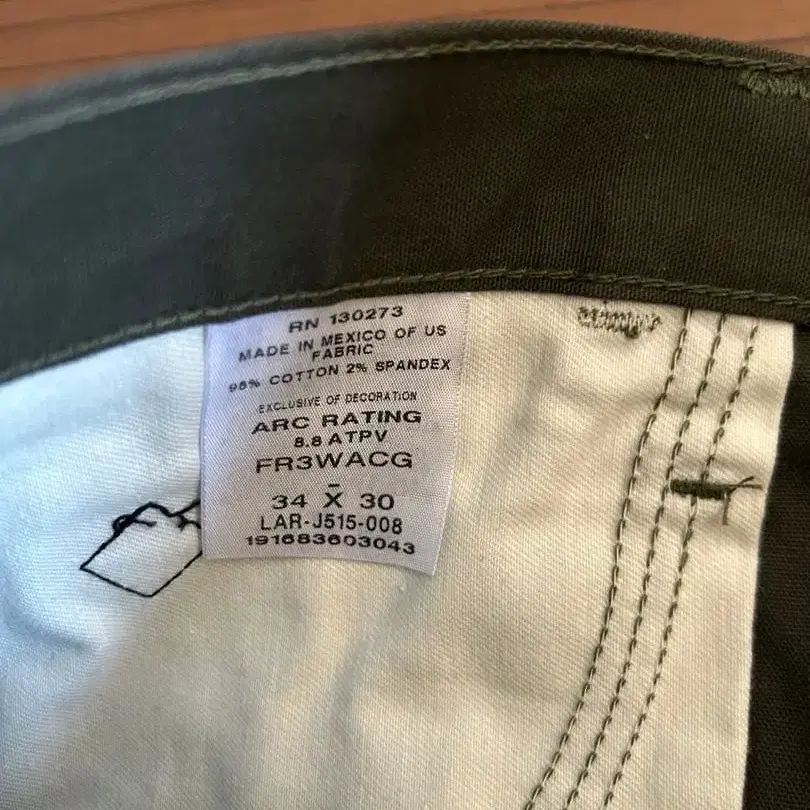 RN 130273
MADE IN MEXICO OF US
FABRIC
98% COTTON 2% SPANDEX
EXCLUSIVE OF DECORATION
ARC RATING
8.8 ATPV
FR3WACG
34 X 30
LAR-J515-008
191683603043